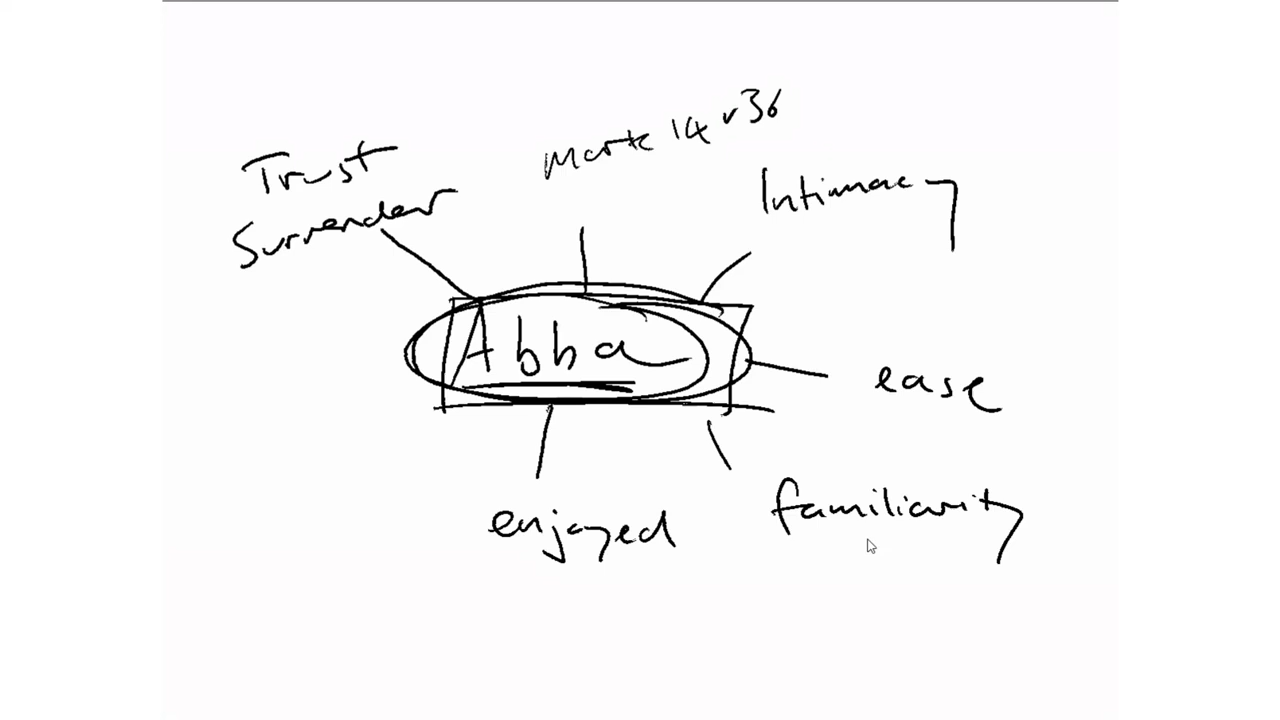 Mark 14 v36
Trust
Surrender
Intimacy
Abba
ease
enjoyed
familiarity